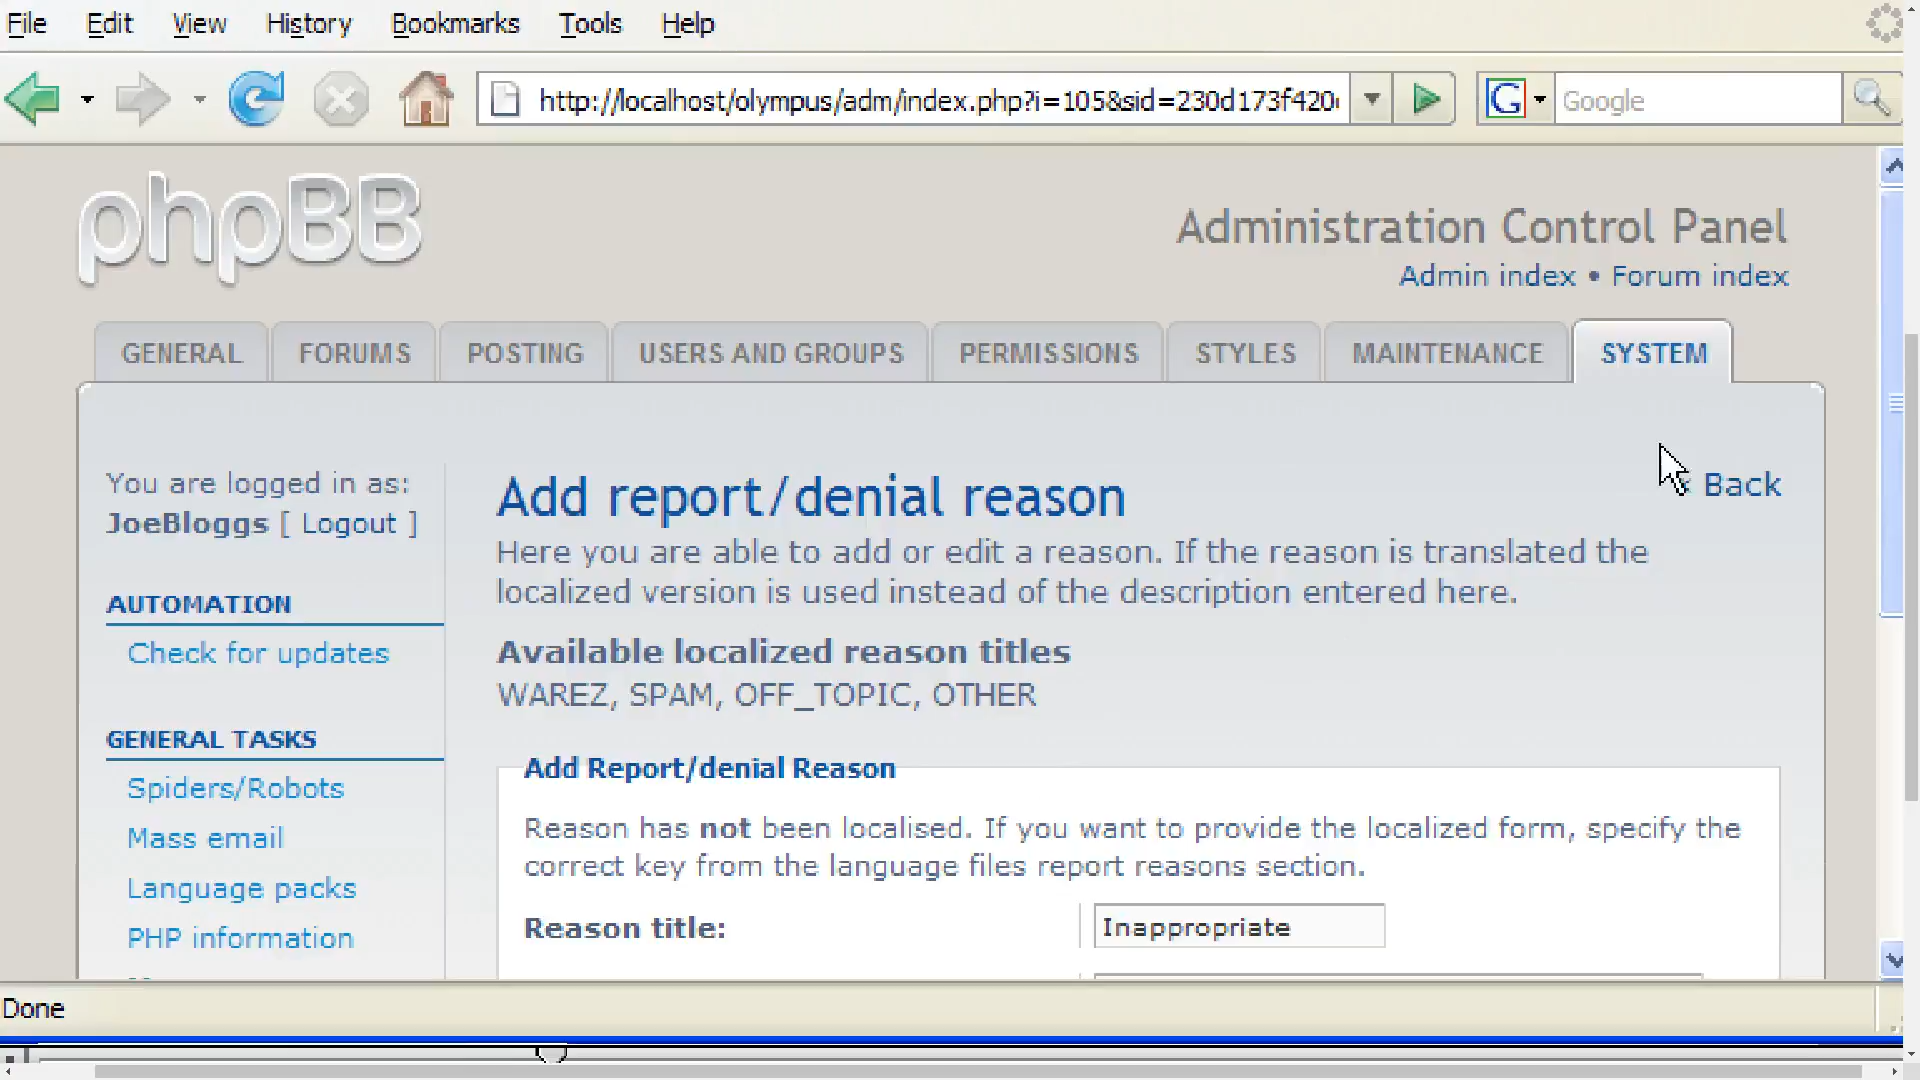 File Edit View History Bookmarks Tools Help
http://localhost/olympus/adm/index.php?i=105&sid=230d173f420 Google
phpBB
Administration Control Panel
Admin index • Forum index
GENERAL FORUMS POSTING USERS AND GROUPS PERMISSIONS STYLES MAINTENANCE SYSTEM
You are logged in as:
JoeBloggs [ Logout ]
AUTOMATION
Check for updates
GENERAL TASKS
Spiders/Robots
Mass email
Language packs
PHP information
Back
Add report/denial reason
Here you are able to add or edit a reason. If the reason is translated the
localized version is used instead of the description entered here.
Available localized reason titles
WAREZ, SPAM, OFF_TOPIC, OTHER
Add Report/denial Reason
Reason has not been localised. If you want to provide the localized form, specify the
correct key from the language files report reasons section.
Reason title: Inappropriate
Done